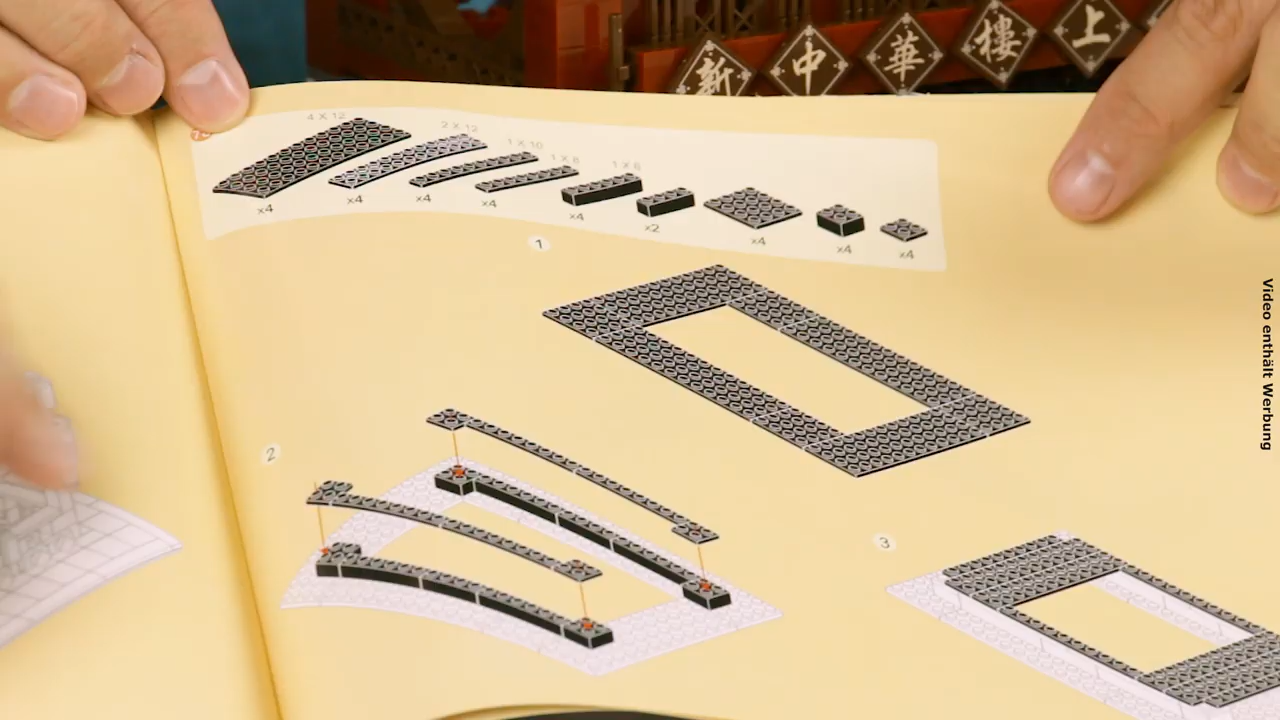 新中華樓上
4 X 12
2 X 12
1 X 10
1 X 8
1 X 6
x4
x4
x4
x4
x4
x2
x4
x4
x4
1
2
3
Video enthält Werbung